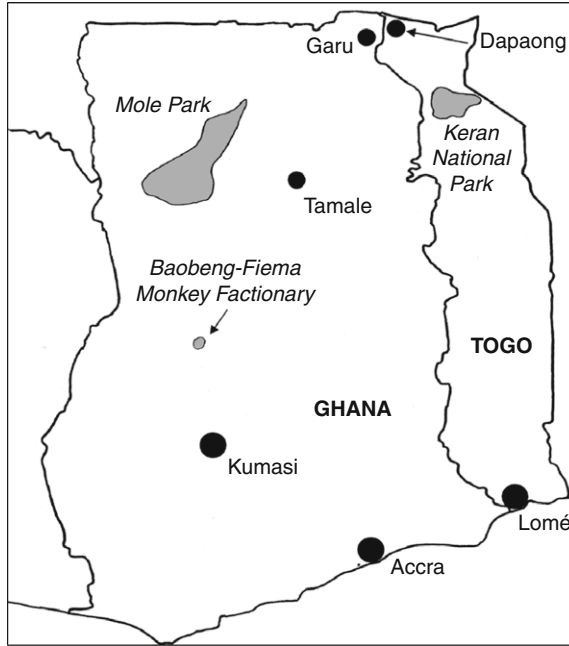 Garu
Dapaong
Mole Park
Keran
National
Park
Tamale
Baobeng-Fiema
Monkey Factionary
TOGO
GHANA
Kumasi
Lomé
Accra